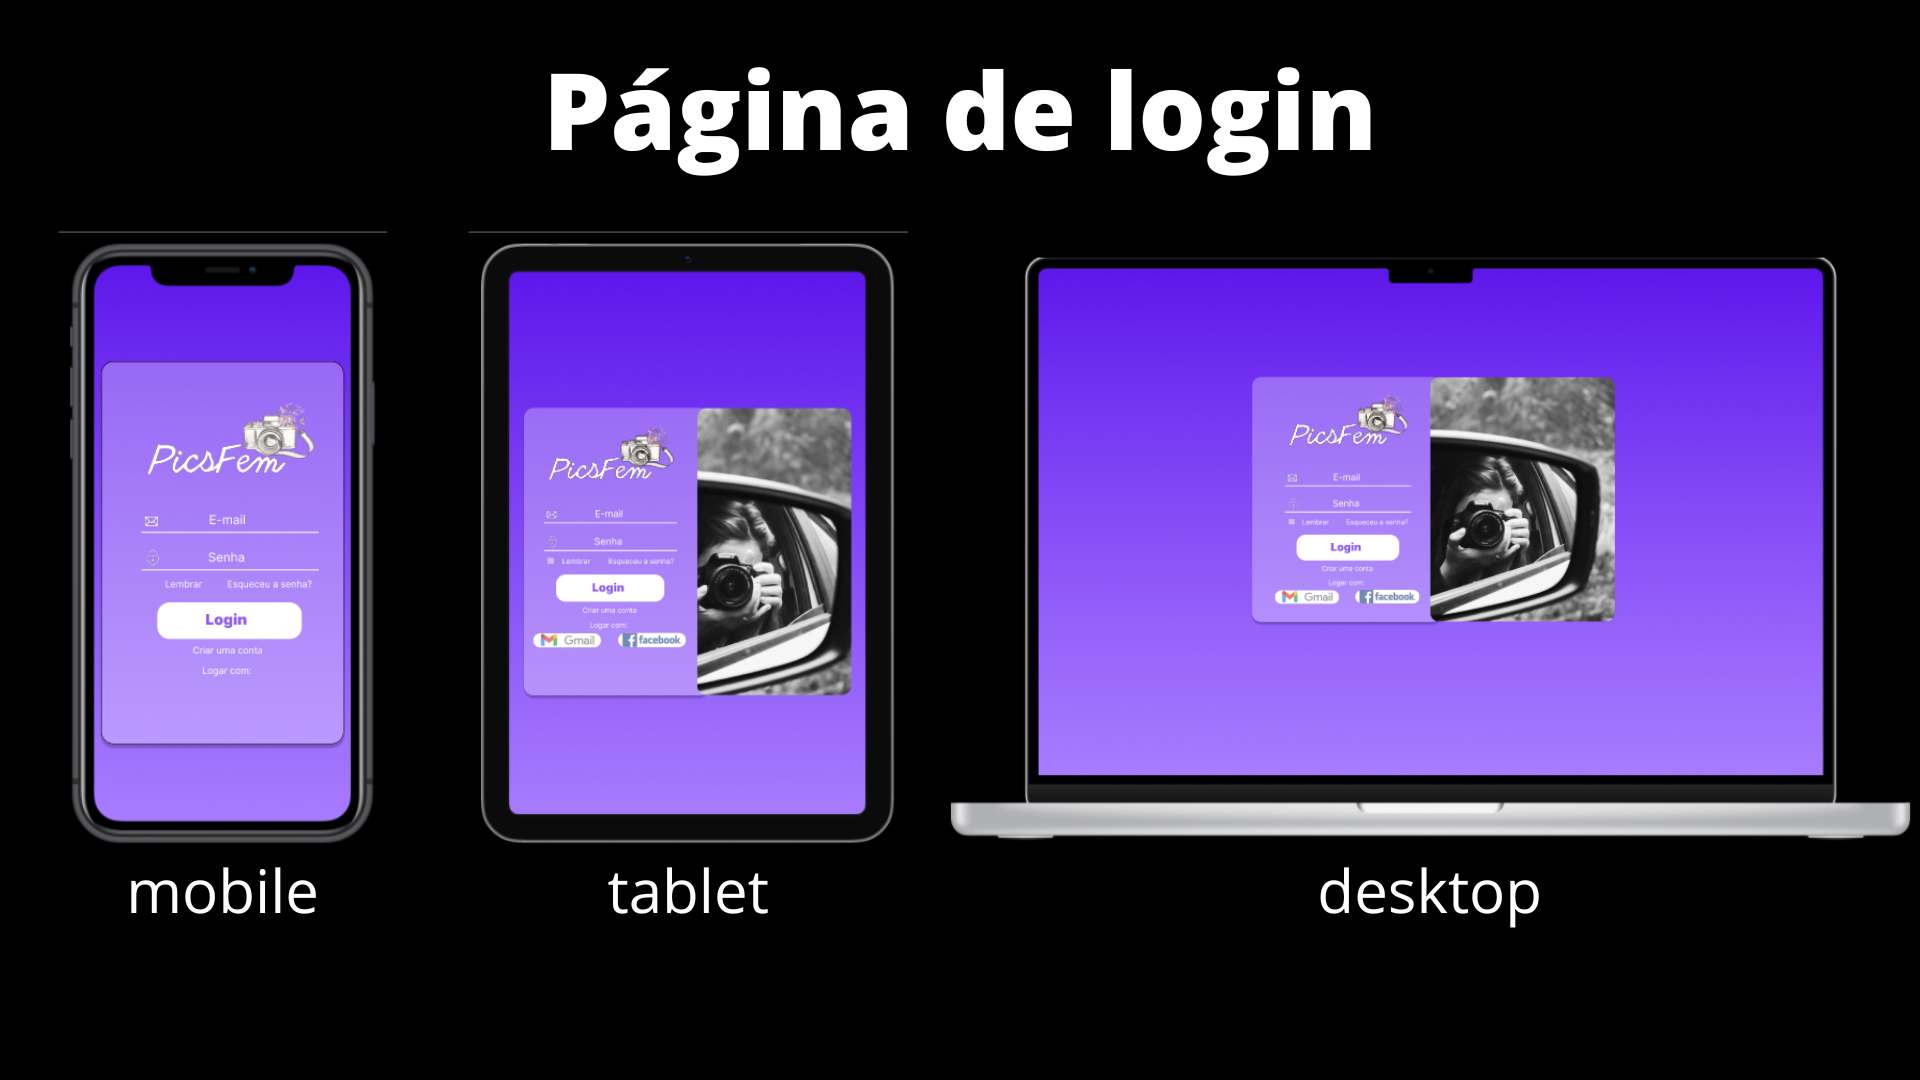 Página de login
PicsFem
E-mail
Senha
Lembrar Esqueceu a senha?
Login
Criar uma conta
Logar com:
mobile
PicsFem
E-mail
Senha
Lembrar Esqueceu a senha?
Login
Criar uma conta
Logar com:
Gmail facebook
tablet
PicsFem
E-mail
Senha
Lembrar Esqueceu a senha?
Login
Criar uma conta
Logar com:
Gmail facebook
desktop